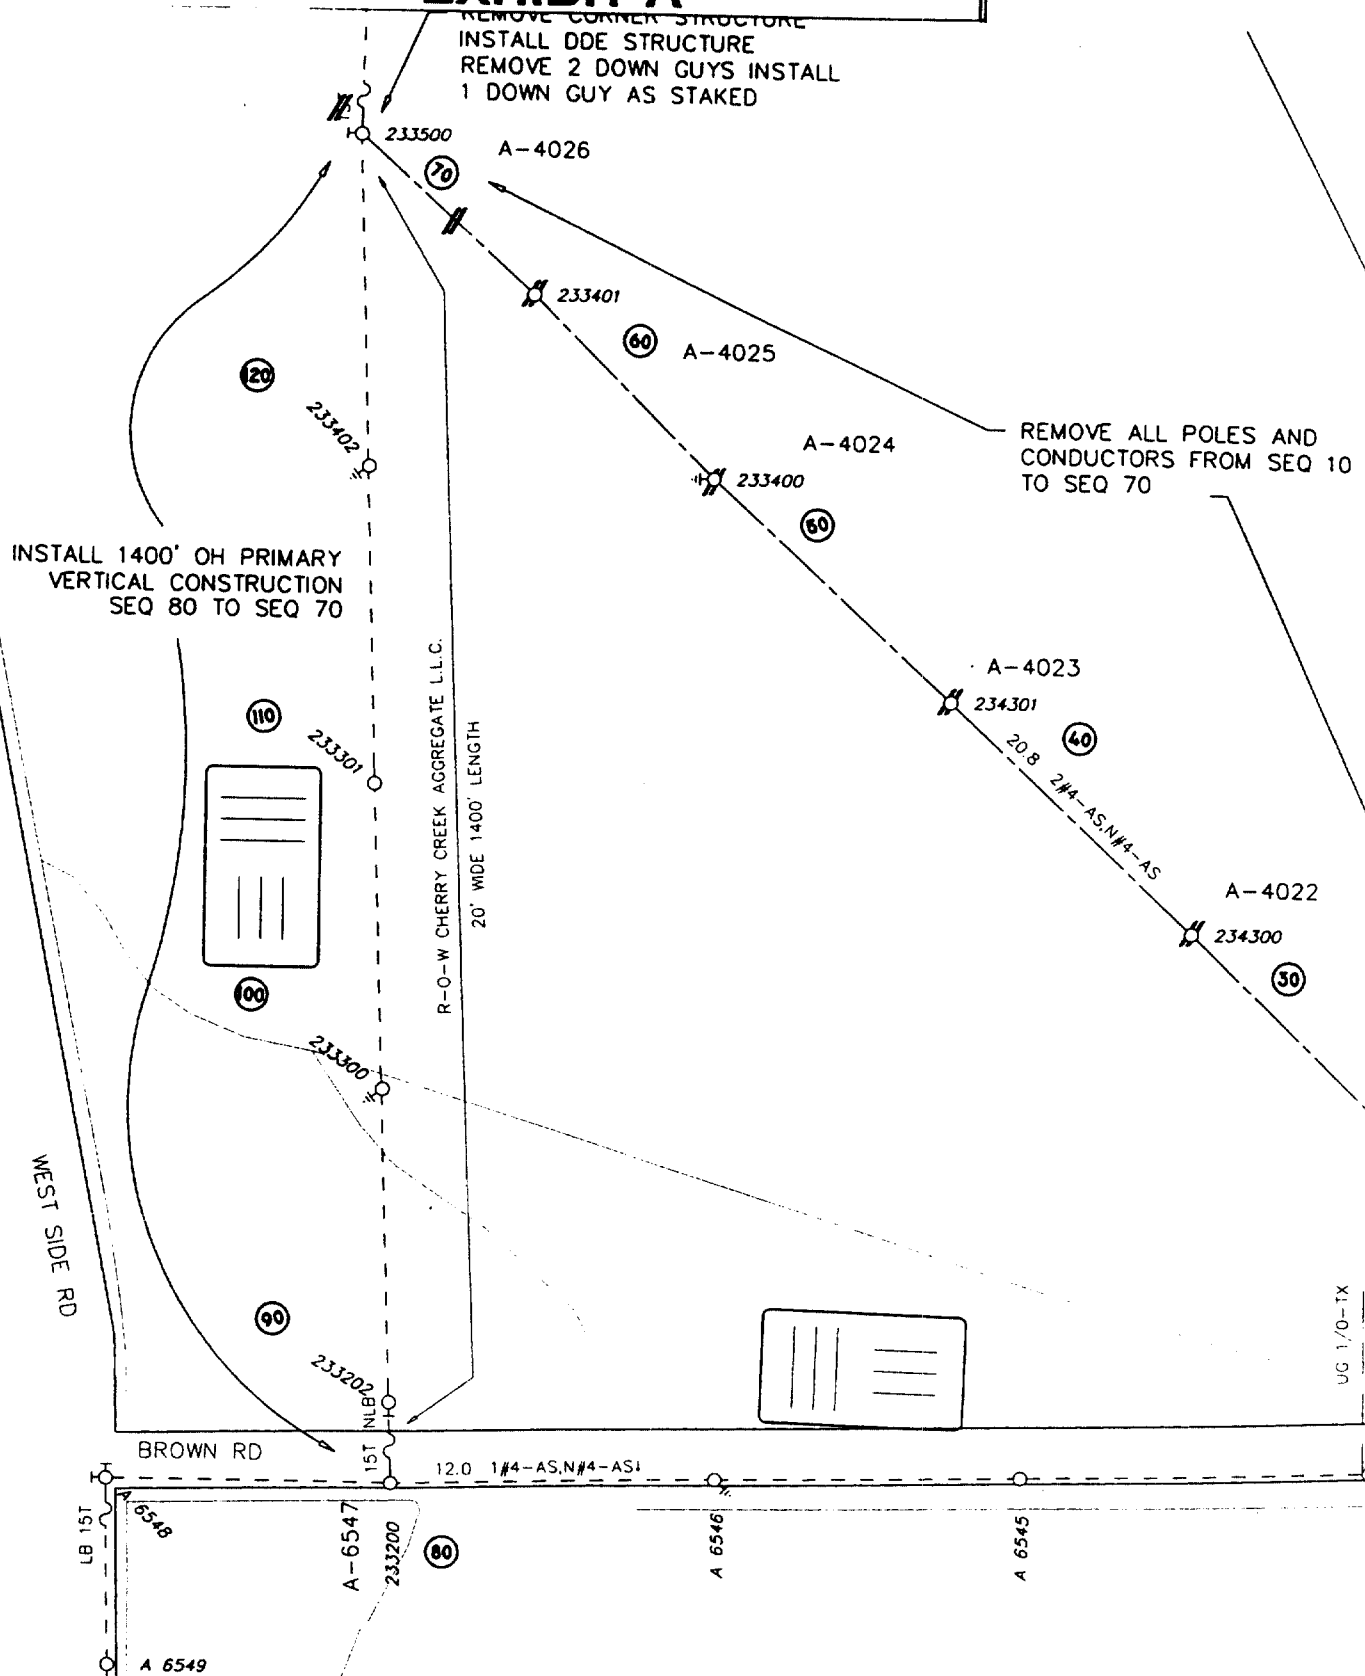 EXHIBIT A
REMOVE CORNER STRUCTURE
INSTALL DDE STRUCTURE
REMOVE 2 DOWN GUYS INSTALL
1 DOWN GUY AS STAKED
233500
A-4026
70
233401
60
A-4025
120
233402
A-4024
233400
50
REMOVE ALL POLES AND
CONDUCTORS FROM SEQ 10
TO SEQ 70
INSTALL 1400' OH PRIMARY
VERTICAL CONSTRUCTION
SEQ 80 TO SEQ 70
A-4023
234301
40
20.8 2#4-AS,N#4-AS
110
233301
R-O-W CHERRY CREEK AGGREGATE L.L.C.
20' WIDE 1400' LENGTH
A-4022
234300
30
100
233300
WEST SIDE RD
90
233202
15T NLB
UG 1/0-TX
BROWN RD
12.0 1#4-AS,N#4-AS
LB 15T
A 6548
A-6547
233200
80
A 6546
A 6545
A 6549